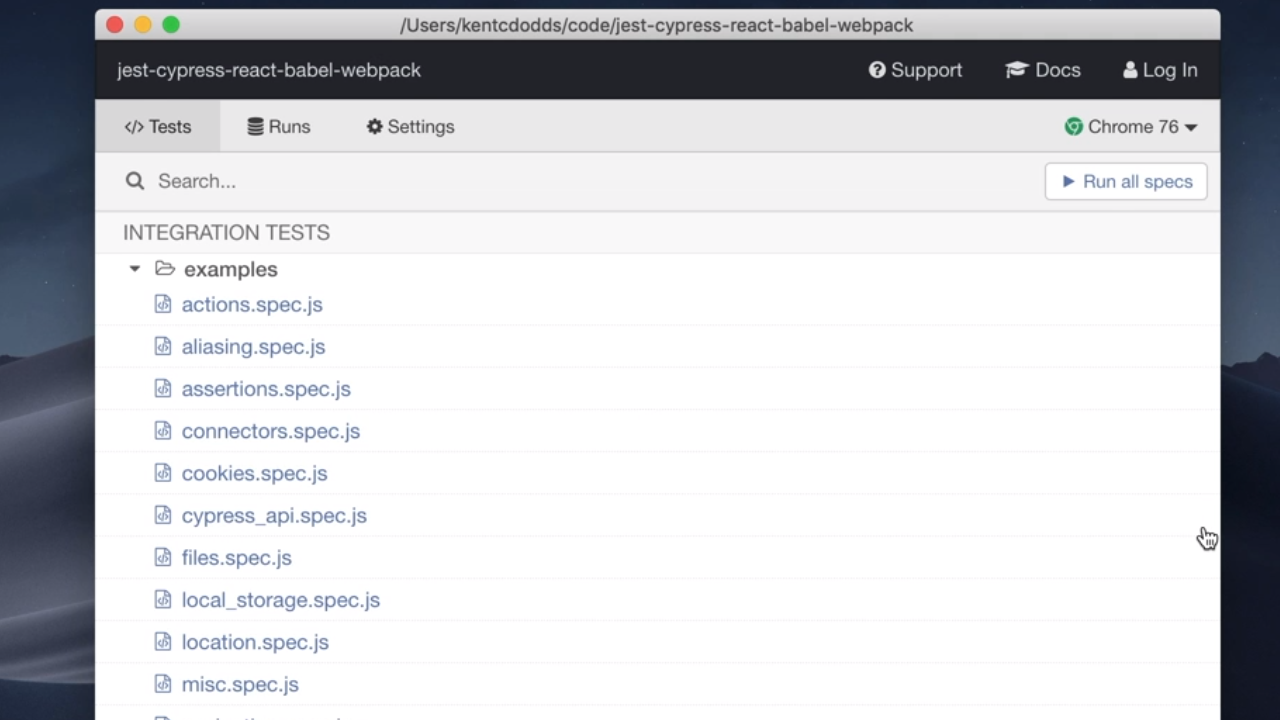 /Users/kentcdodds/code/jest-cypress-react-babel-webpack
jest-cypress-react-babel-webpack Support Docs Log In
Tests Runs Settings Chrome 76
Search... Run all specs
INTEGRATION TESTS
examples
actions.spec.js
aliasing.spec.js
assertions.spec.js
connectors.spec.js
cookies.spec.js
cypress_api.spec.js
files.spec.js
local_storage.spec.js
location.spec.js
misc.spec.js